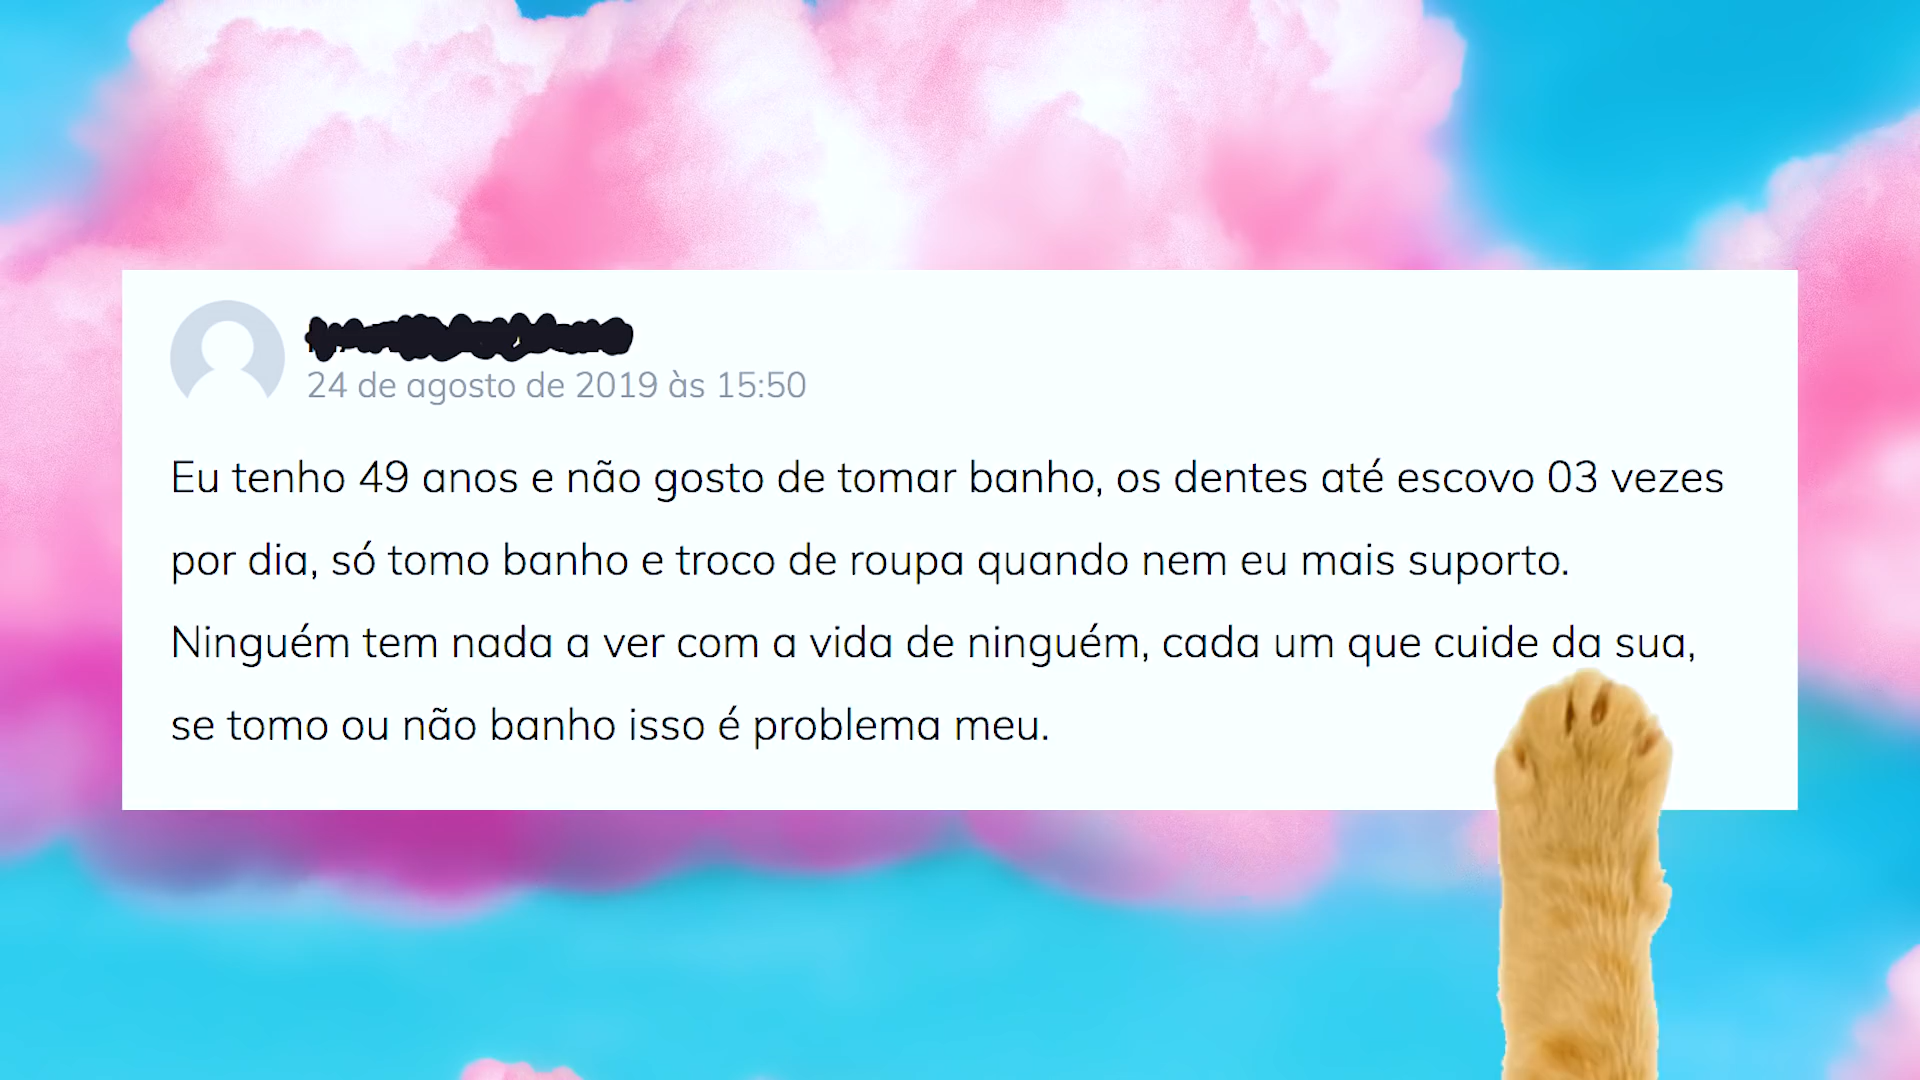 24 de agosto de 2019 às 15:50
Eu tenho 49 anos e não gosto de tomar banho, os dentes até escovo 03 vezes
por dia, só tomo banho e troco de roupa quando nem eu mais suporto.
Ninguém tem nada a ver com a vida de ninguém, cada um que cuide da sua,
se tomo ou não banho isso é problema meu.